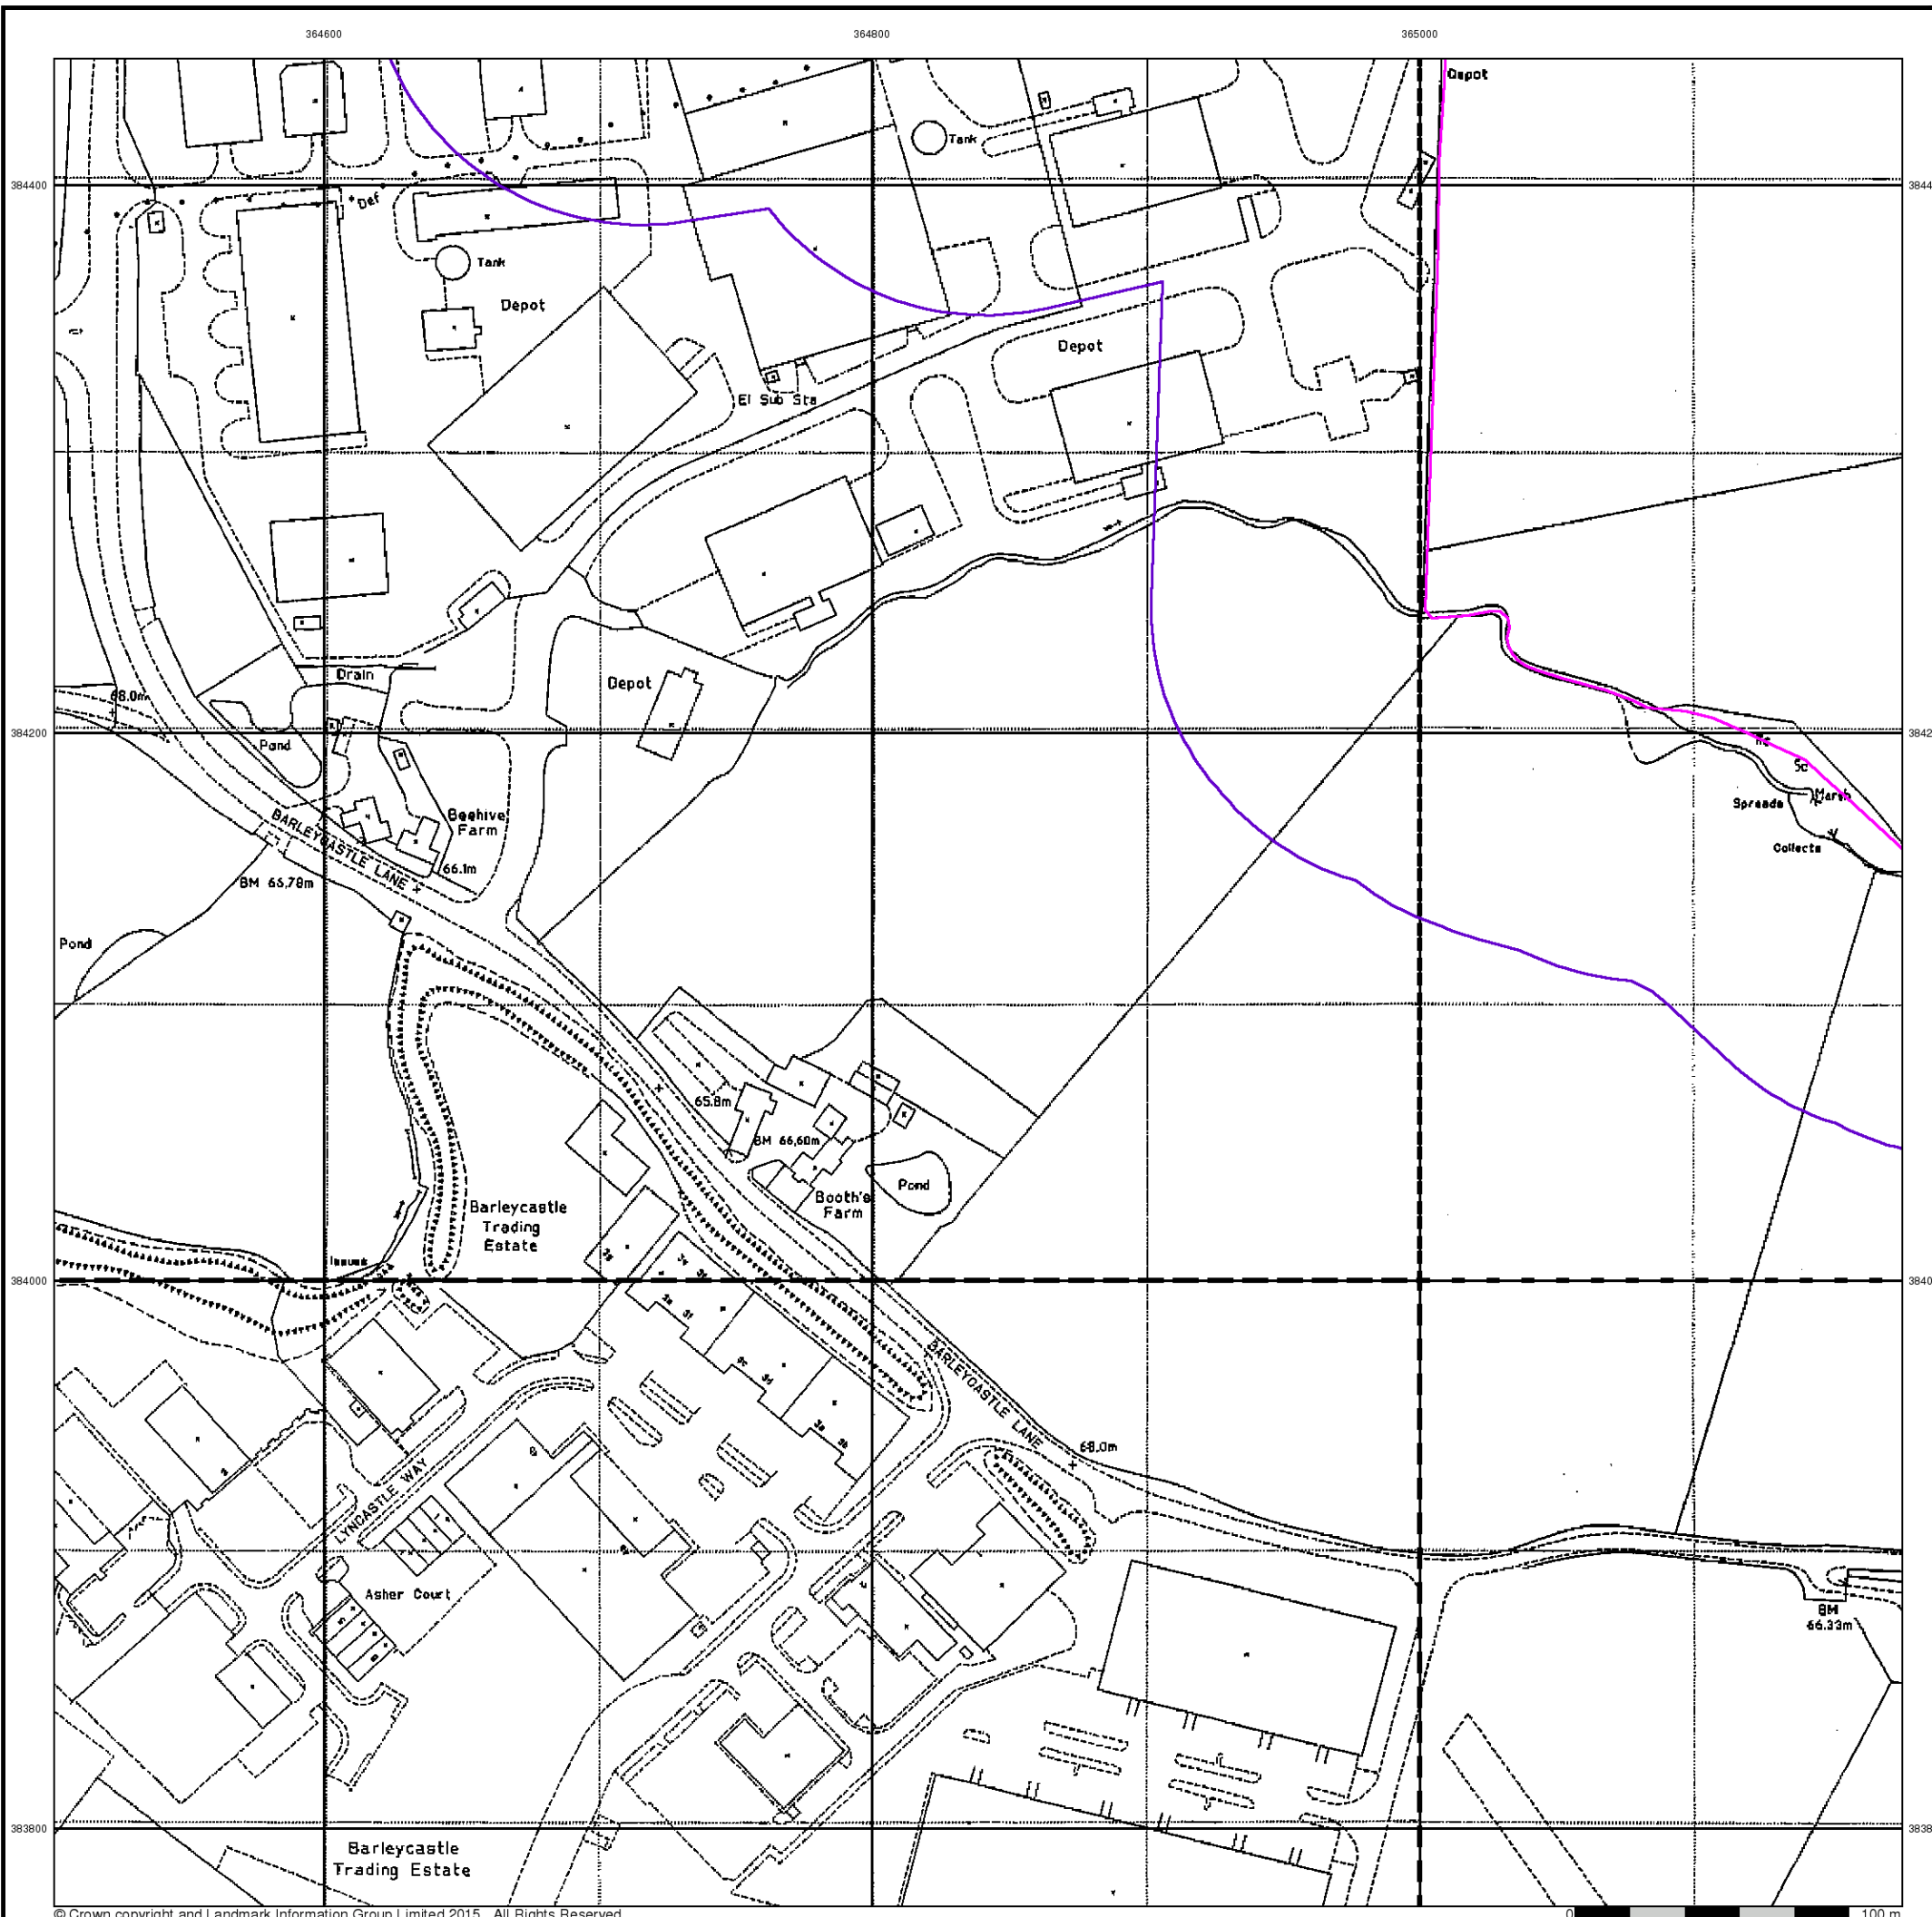 364600
364800
365000
Depot
Tank
384400
Def
Tank
Depot
Depot
El Sub Sta
Drain
Depot
68.0m
384200
Pond
Sc
Marsh
Spreads
Collects
Beehive
Farm
BARLEYCASTLE LANE
66.1m
BM 66.78m
Pond
65.8m
BM 66.60m
Pond
Booth's
Farm
Barleycastle
Trading
Estate
Issues
384000
BARLEYCASTLE LANE
68.0m
LYNCASTLE WAY
Asher Court
BM
66.33m
383800
Barleycastle
Trading Estate
© Crown copyright and Landmark Information Group Limited 2015. All Rights Reserved.
0
100 m